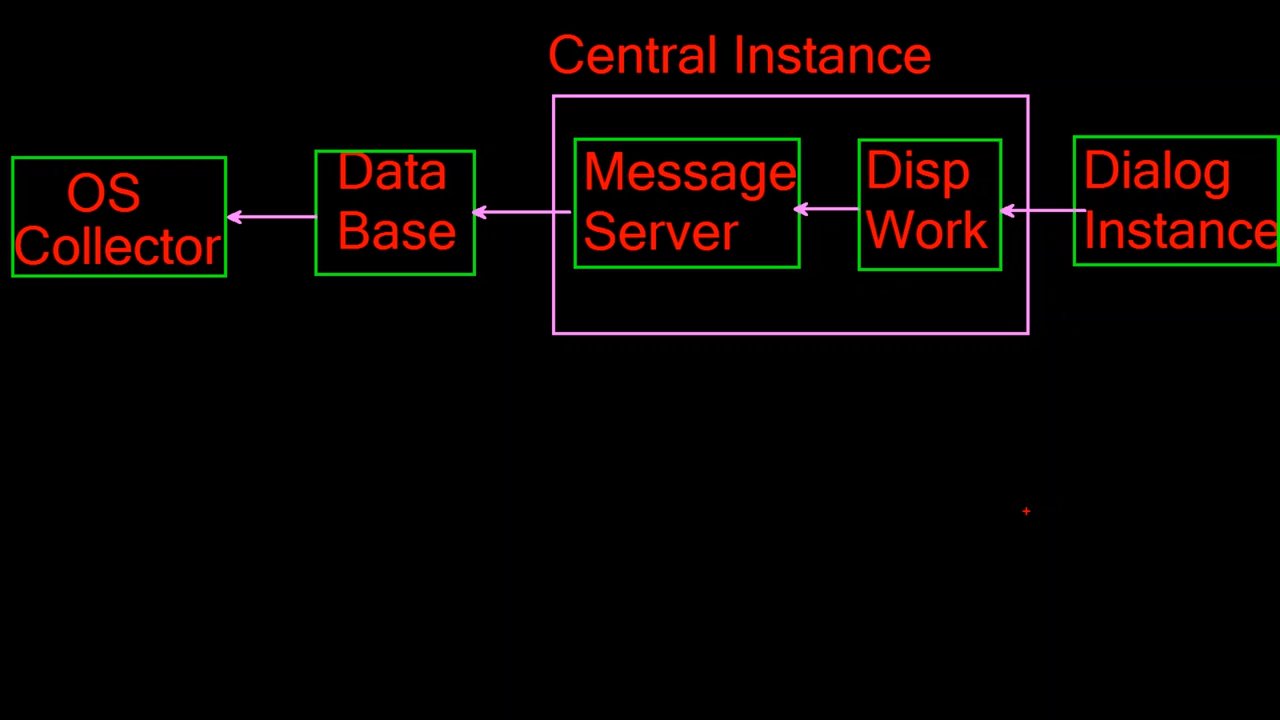 Central Instance
OS
Collector
Data
Base
Message
Server
Disp
Work
Dialog
Instance